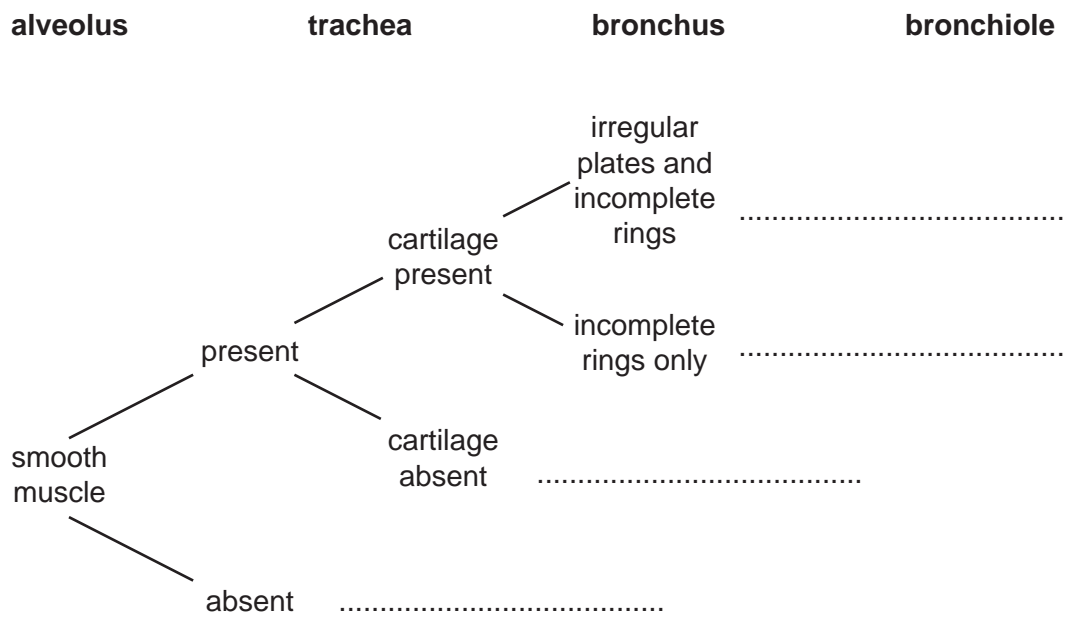 alveolus trachea bronchus bronchiole
irregular
plates and
incomplete
rings ........................................
cartilage
present
incomplete
rings only ........................................
present
cartilage
absent ........................................
smooth
muscle
absent ........................................